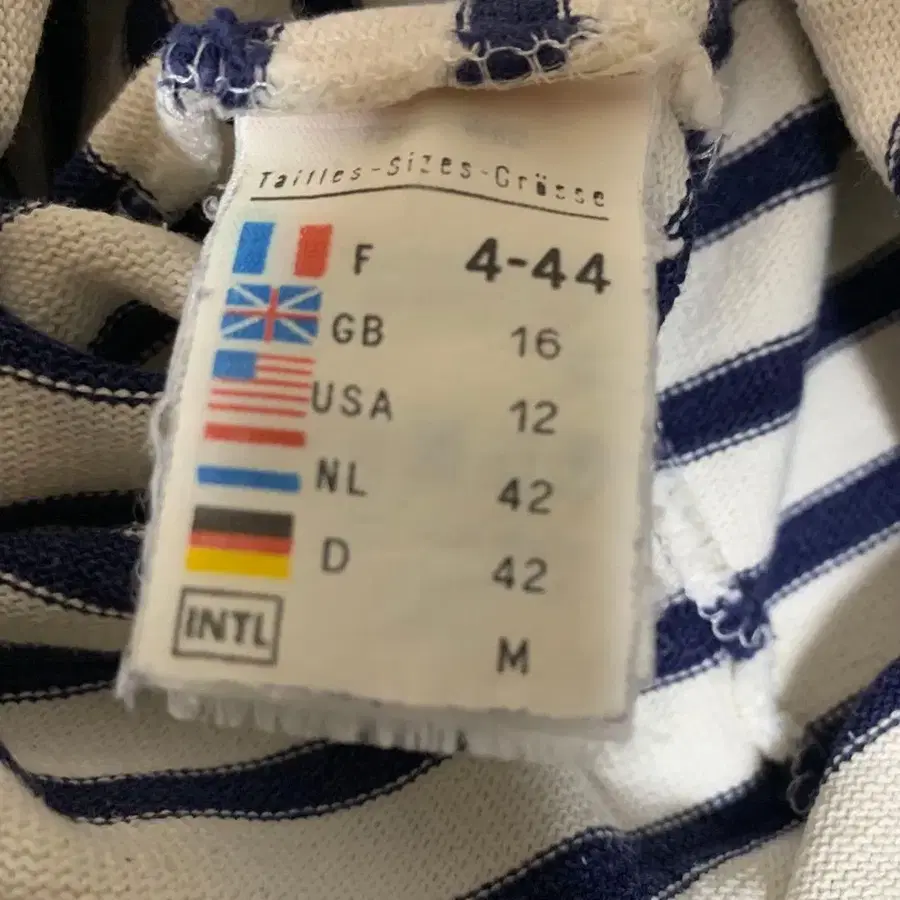 Tailles-Sizes-Grösse
F 4-44
GB 16
USA 12
NL 42
D 42
INTL M